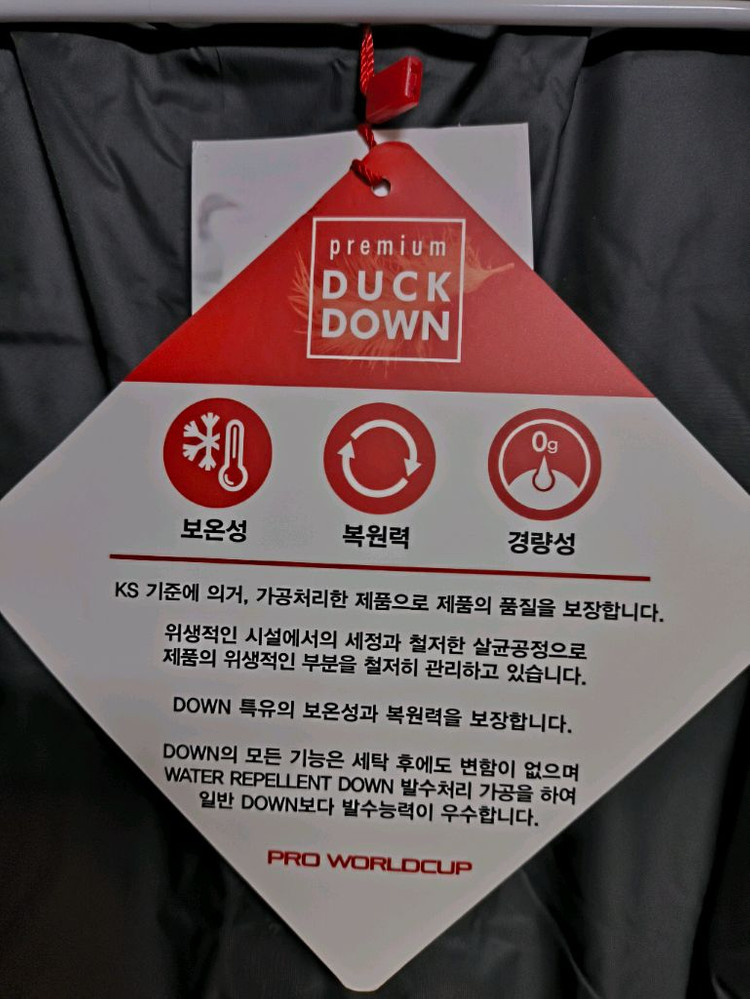 premium
DUCK
DOWN
0g
보온성
복원력
경량성
KS 기준에 의거, 가공처리한 제품으로 제품의 품질을 보장합니다.
위생적인 시설에서의 세정과 철저한 살균공정으로
제품의 위생적인 부분을 철저히 관리하고 있습니다.
DOWN 특유의 보온성과 복원력을 보장합니다.
DOWN의 모든 기능은 세탁 후에도 변함이 없으며
WATER REPELLENT DOWN 발수처리 가공을 하여
일반 DOWN보다 발수능력이 우수합니다.
PRO WORLDCUP